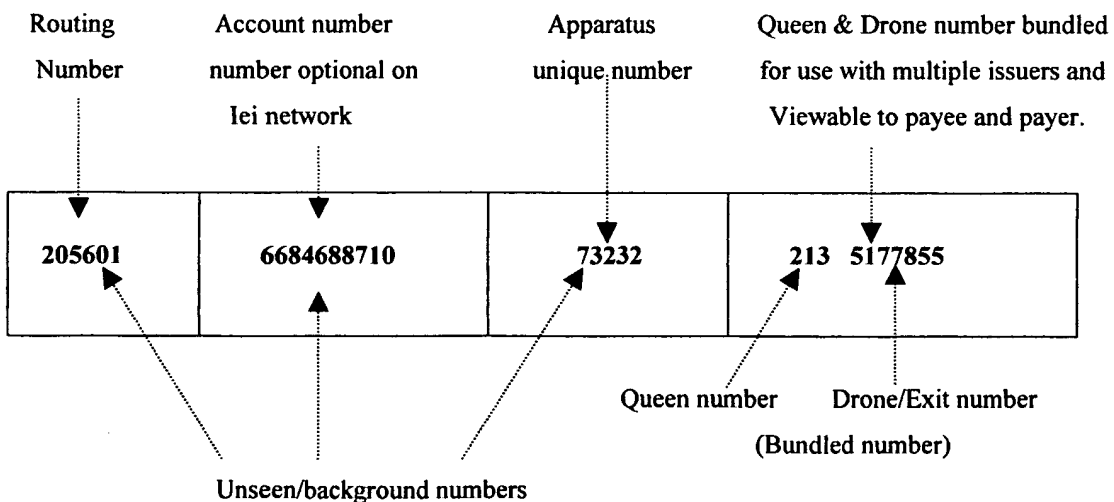 Routing
Number
Account number
number optional on
Iei network
Apparatus
unique number
Queen & Drone number bundled
for use with multiple issuers and
Viewable to payee and payer.
205601
6684688710
73232
213 5177855
Queen number
Drone/Exit number
(Bundled number)
Unseen/background numbers